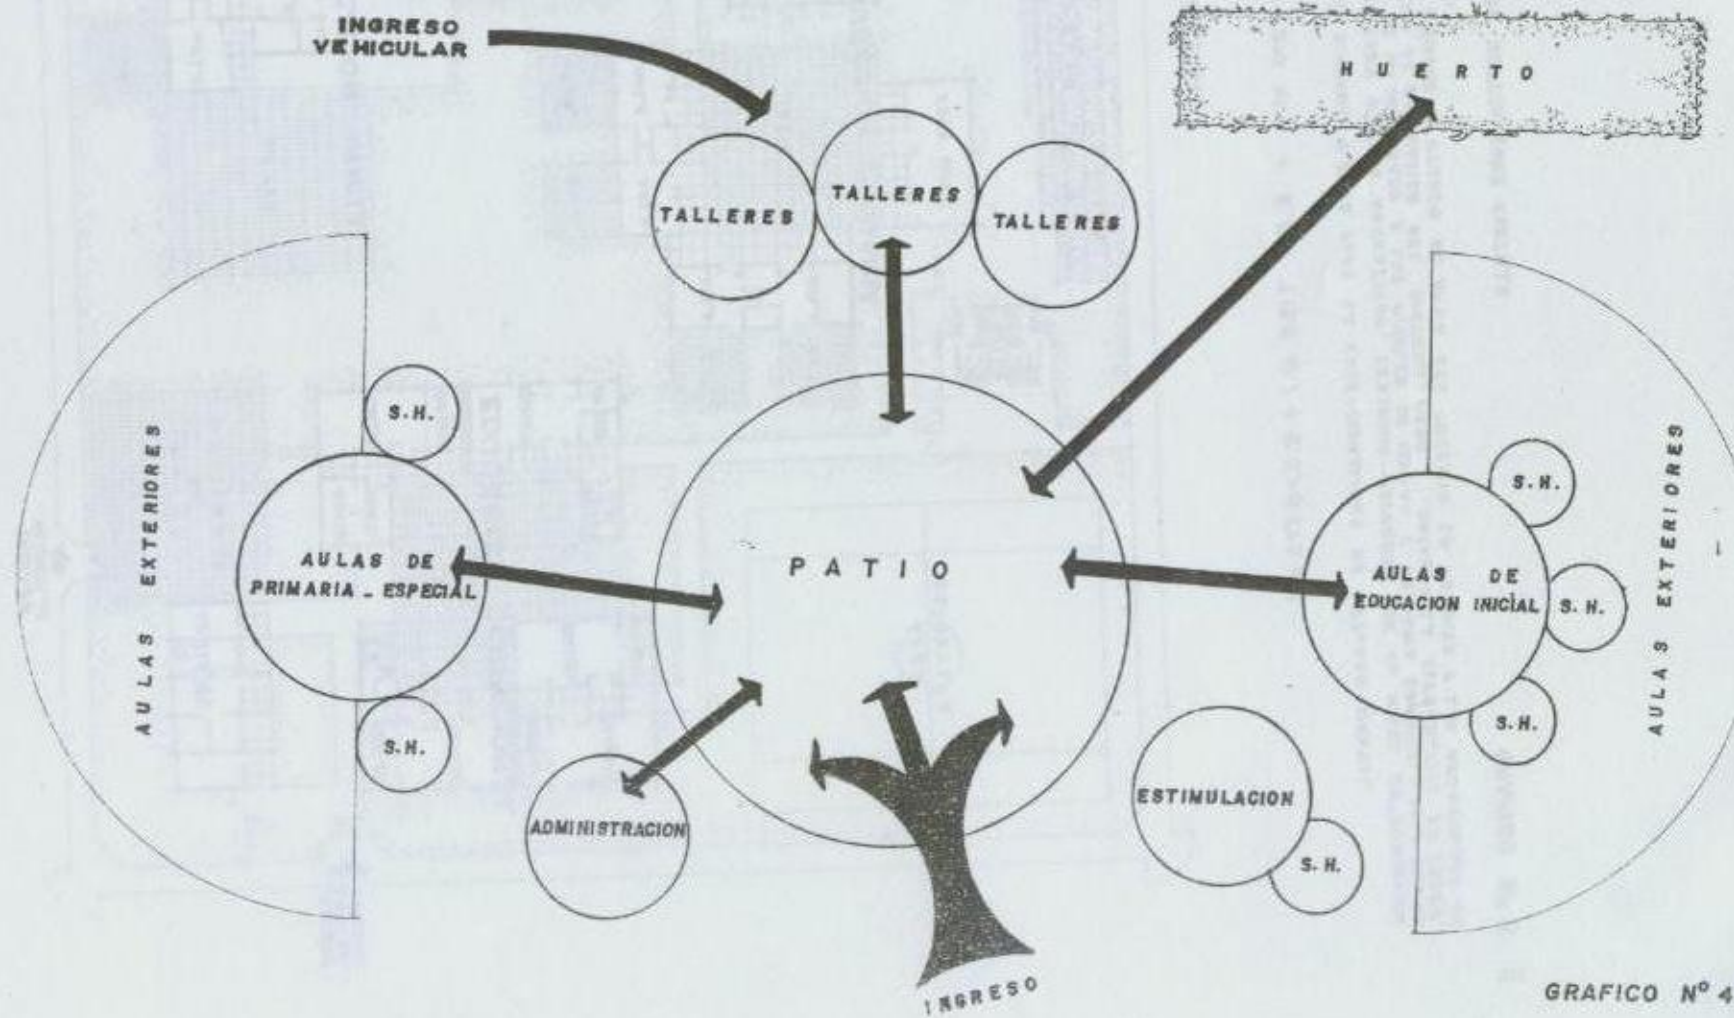 INGRESO
VEHICULAR
HUERTO
TALLERES
TALLERES
TALLERES
AULAS EXTERIORES
S.H.
AULAS DE
PRIMARIA - ESPECIAL
S.H.
PATIO
AULAS DE
EDUCACION INICIAL
S.H.
S.H.
S.H.
AULAS EXTERIORES
ADMINISTRACION
ESTIMULACION
S.H.
INGRESO
GRAFICO Nº 4